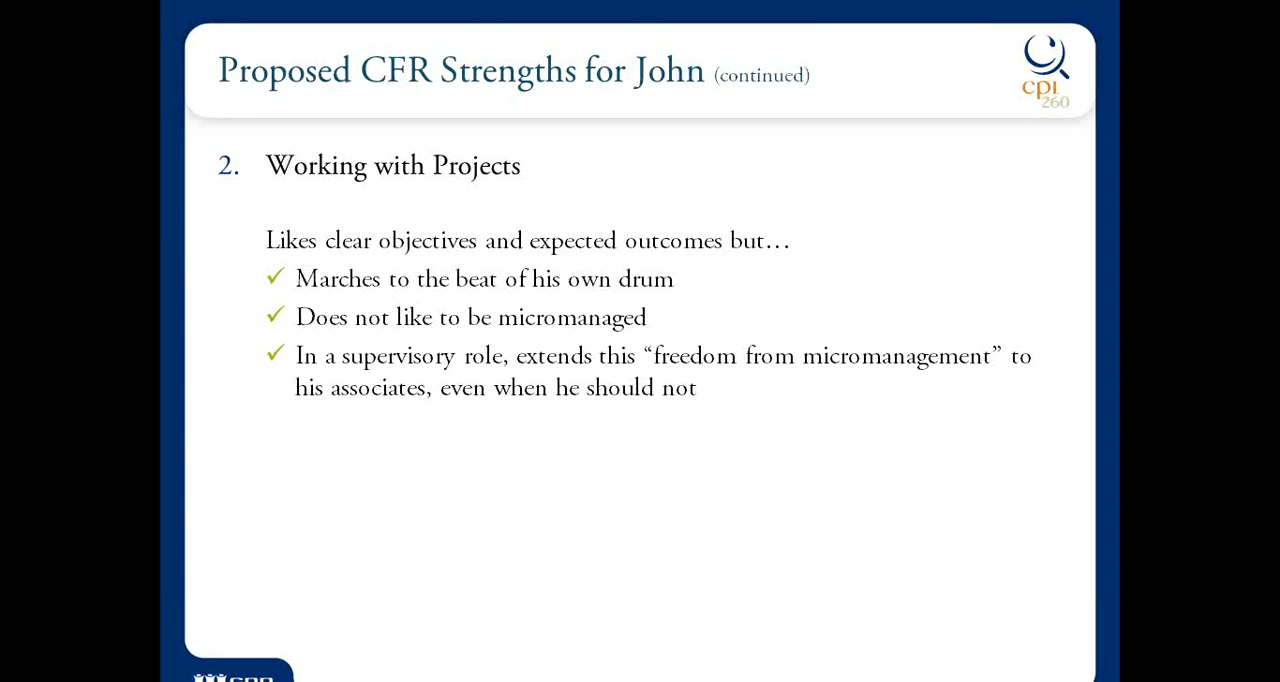 Proposed CFR Strengths for John (continued)
cpi
260
2. Working with Projects
Likes clear objectives and expected outcomes but…
✓ Marches to the beat of his own drum
✓ Does not like to be micromanaged
✓ In a supervisory role, extends this “freedom from micromanagement” to
his associates, even when he should not